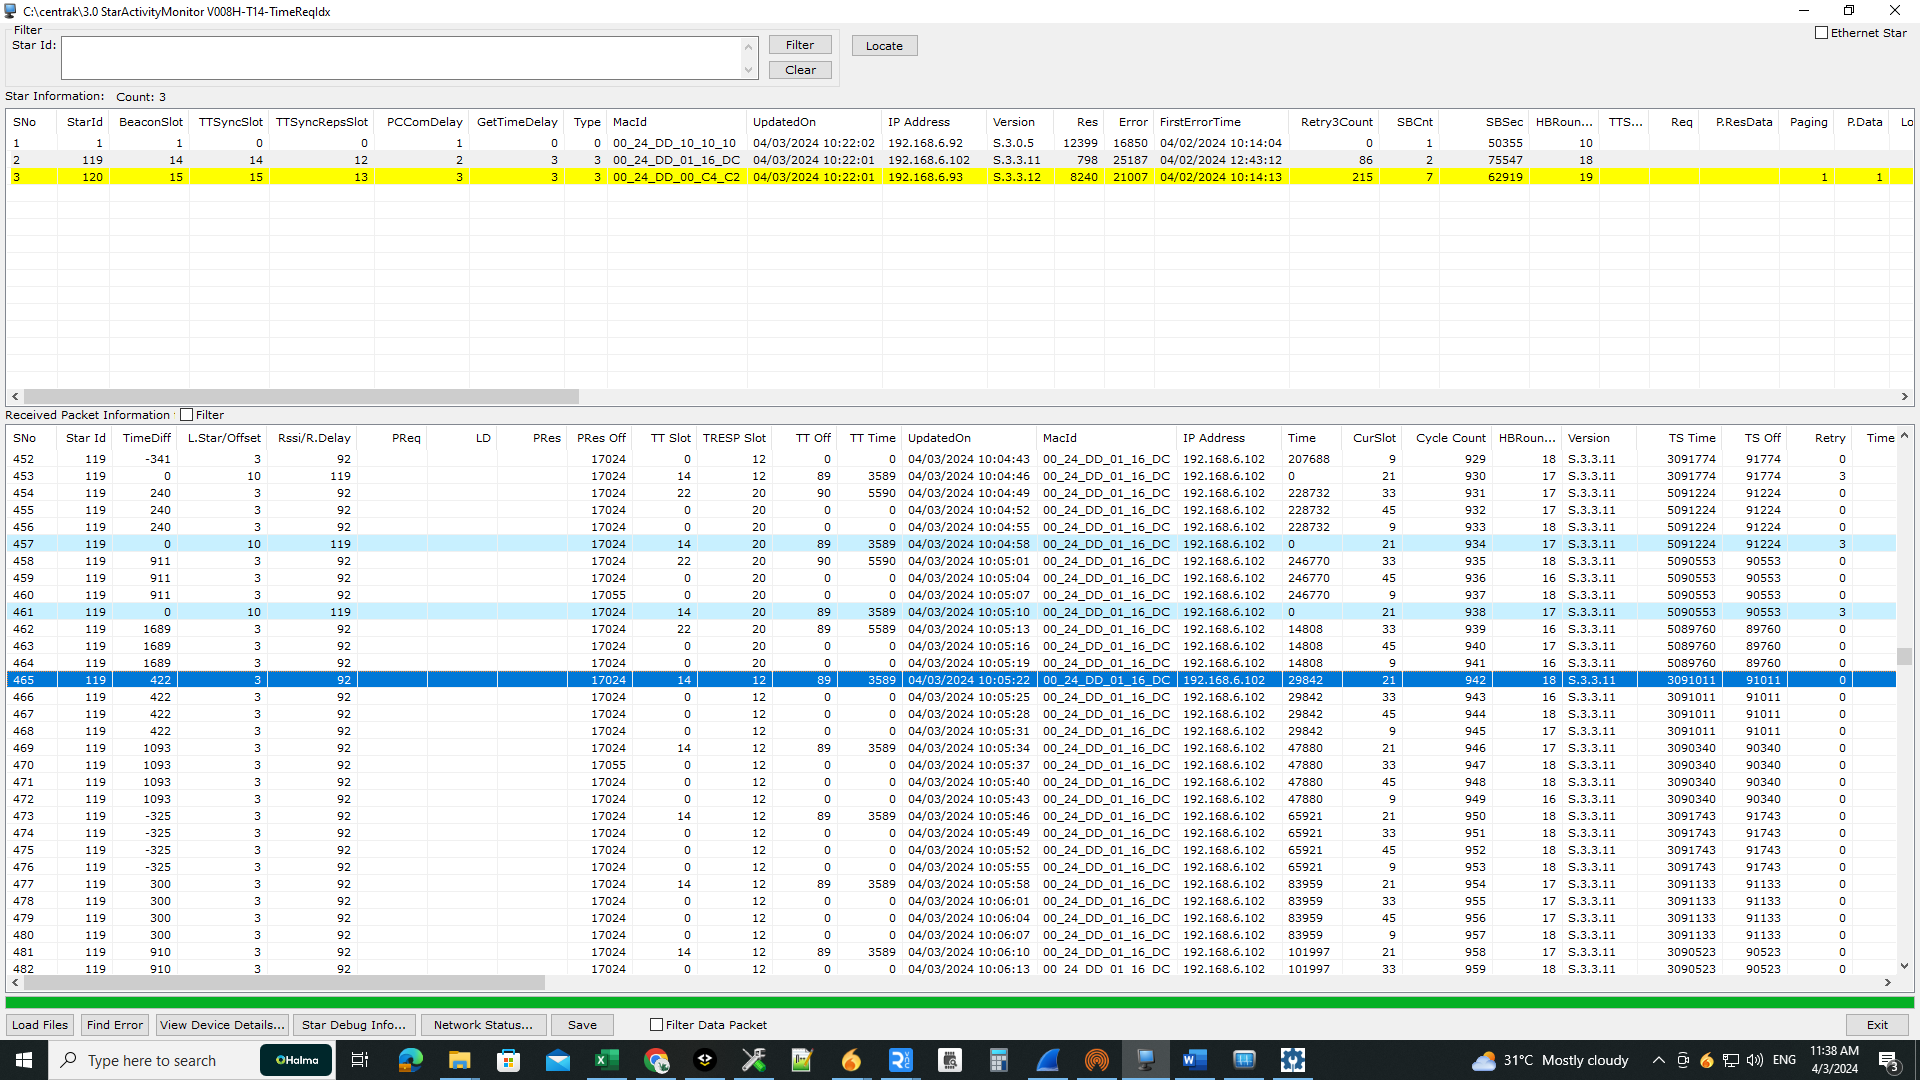 C:\centrak\3.0 StarActivityMonitor V008H-T14-TimeReqIdx
Filter
Star Id:
Filter
Clear
Locate
Ethernet Star
Star Information: Count: 3
SNo StarId BeaconSlot TTSyncSlot TTSyncRepsSlot PCComDelay GetTimeDelay Type MacId UpdatedOn IP Address Version Res Error FirstErrorTime Retry3Count SBCnt SBSec HBRoun... TTS... Req P.ResData Paging P.Data Lo
1 1 1 0 0 1 0 0 00_24_DD_10_10_10 04/03/2024 10:22:02 192.168.6.92 S.3.0.5 12399 16850 04/02/2024 10:14:04 0 1 50355 10
2 119 14 14 12 2 3 3 00_24_DD_01_16_DC 04/03/2024 10:22:01 192.168.6.102 S.3.3.11 798 25187 04/02/2024 12:43:12 86 2 75547 18
3 120 15 15 13 3 3 3 00_24_DD_00_C4_C2 04/03/2024 10:22:01 192.168.6.93 S.3.3.12 8240 21007 04/02/2024 10:14:13 215 7 62919 19 1 1
Received Packet Information Filter
SNo Star Id TimeDiff L.Star/Offset Rssi/R.Delay PReq LD PRes PRes Off TT Slot TRESP Slot TT Off TT Time UpdatedOn MacId IP Address Time CurSlot Cycle Count HBRoun... Version TS Time TS Off Retry Time
452 119 -341 3 92 17024 0 12 0 0 04/03/2024 10:04:43 00_24_DD_01_16_DC 192.168.6.102 207688 9 929 18 S.3.3.11 3091774 91774 0
453 119 0 10 119 17024 14 12 89 3589 04/03/2024 10:04:46 00_24_DD_01_16_DC 192.168.6.102 0 21 930 17 S.3.3.11 3091774 91774 3
454 119 240 3 92 17024 22 20 90 5590 04/03/2024 10:04:49 00_24_DD_01_16_DC 192.168.6.102 228732 33 931 17 S.3.3.11 5091224 91224 0
455 119 240 3 92 17024 0 20 0 0 04/03/2024 10:04:52 00_24_DD_01_16_DC 192.168.6.102 228732 45 932 17 S.3.3.11 5091224 91224 0
456 119 240 3 92 17024 0 20 0 0 04/03/2024 10:04:55 00_24_DD_01_16_DC 192.168.6.102 228732 9 933 18 S.3.3.11 5091224 91224 0
457 119 0 10 119 17024 14 20 89 3589 04/03/2024 10:04:58 00_24_DD_01_16_DC 192.168.6.102 0 21 934 17 S.3.3.11 5091224 91224 3
458 119 911 3 92 17024 22 20 90 5590 04/03/2024 10:05:01 00_24_DD_01_16_DC 192.168.6.102 246770 33 935 18 S.3.3.11 5090553 90553 0
459 119 911 3 92 17024 0 20 0 0 04/03/2024 10:05:04 00_24_DD_01_16_DC 192.168.6.102 246770 45 936 16 S.3.3.11 5090553 90553 0
460 119 911 3 92 17055 0 20 0 0 04/03/2024 10:05:07 00_24_DD_01_16_DC 192.168.6.102 246770 9 937 18 S.3.3.11 5090553 90553 0
461 119 0 10 119 17024 14 20 89 3589 04/03/2024 10:05:10 00_24_DD_01_16_DC 192.168.6.102 0 21 938 17 S.3.3.11 5090553 90553 3
462 119 1689 3 92 17024 22 20 89 5589 04/03/2024 10:05:13 00_24_DD_01_16_DC 192.168.6.102 14808 33 939 16 S.3.3.11 5089760 89760 0
463 119 1689 3 92 17024 0 20 0 0 04/03/2024 10:05:16 00_24_DD_01_16_DC 192.168.6.102 14808 45 940 17 S.3.3.11 5089760 89760 0
464 119 1689 3 92 17024 0 20 0 0 04/03/2024 10:05:19 00_24_DD_01_16_DC 192.168.6.102 14808 9 941 16 S.3.3.11 5089760 89760 0
465 119 422 3 92 17024 14 12 89 3589 04/03/2024 10:05:22 00_24_DD_01_16_DC 192.168.6.102 29842 21 942 18 S.3.3.11 3091011 91011 0
466 119 422 3 92 17024 0 12 0 0 04/03/2024 10:05:25 00_24_DD_01_16_DC 192.168.6.102 29842 33 943 16 S.3.3.11 3091011 91011 0
467 119 422 3 92 17024 0 12 0 0 04/03/2024 10:05:28 00_24_DD_01_16_DC 192.168.6.102 29842 45 944 18 S.3.3.11 3091011 91011 0
468 119 422 3 92 17024 0 12 0 0 04/03/2024 10:05:31 00_24_DD_01_16_DC 192.168.6.102 29842 9 945 17 S.3.3.11 3091011 91011 0
469 119 1093 3 92 17024 14 12 89 3589 04/03/2024 10:05:34 00_24_DD_01_16_DC 192.168.6.102 47880 21 946 17 S.3.3.11 3090340 90340 0
470 119 1093 3 92 17055 0 12 0 0 04/03/2024 10:05:37 00_24_DD_01_16_DC 192.168.6.102 47880 33 947 18 S.3.3.11 3090340 90340 0
471 119 1093 3 92 17024 0 12 0 0 04/03/2024 10:05:40 00_24_DD_01_16_DC 192.168.6.102 47880 45 948 18 S.3.3.11 3090340 90340 0
472 119 1093 3 92 17024 0 12 0 0 04/03/2024 10:05:43 00_24_DD_01_16_DC 192.168.6.102 47880 9 949 16 S.3.3.11 3090340 90340 0
473 119 -325 3 92 17024 14 12 89 3589 04/03/2024 10:05:46 00_24_DD_01_16_DC 192.168.6.102 65921 21 950 18 S.3.3.11 3091743 91743 0
474 119 -325 3 92 17024 0 12 0 0 04/03/2024 10:05:49 00_24_DD_01_16_DC 192.168.6.102 65921 33 951 18 S.3.3.11 3091743 91743 0
475 119 -325 3 92 17024 0 12 0 0 04/03/2024 10:05:52 00_24_DD_01_16_DC 192.168.6.102 65921 45 952 18 S.3.3.11 3091743 91743 0
476 119 -325 3 92 17024 0 12 0 0 04/03/2024 10:05:55 00_24_DD_01_16_DC 192.168.6.102 65921 9 953 18 S.3.3.11 3091743 91743 0
477 119 300 3 92 17024 14 12 89 3589 04/03/2024 10:05:58 00_24_DD_01_16_DC 192.168.6.102 83959 21 954 17 S.3.3.11 3091133 91133 0
478 119 300 3 92 17024 0 12 0 0 04/03/2024 10:06:01 00_24_DD_01_16_DC 192.168.6.102 83959 33 955 18 S.3.3.11 3091133 91133 0
479 119 300 3 92 17024 0 12 0 0 04/03/2024 10:06:04 00_24_DD_01_16_DC 192.168.6.102 83959 45 956 18 S.3.3.11 3091133 91133 0
480 119 300 3 92 17024 0 12 0 0 04/03/2024 10:06:07 00_24_DD_01_16_DC 192.168.6.102 83959 9 957 18 S.3.3.11 3091133 91133 0
481 119 910 3 92 17024 14 12 89 3589 04/03/2024 10:06:10 00_24_DD_01_16_DC 192.168.6.102 101997 21 958 17 S.3.3.11 3090523 90523 0
482 119 910 3 92 17024 0 12 0 0 04/03/2024 10:06:13 00_24_DD_01_16_DC 192.168.6.102 101997 33 959 18 S.3.3.11 3090523 90523 0
Load Files Find Error View Device Details... Star Debug Info... Network Status... Save Filter Data Packet Exit
Type here to search Halma 31°C Mostly cloudy ENG 11:38 AM
4/3/2024 3